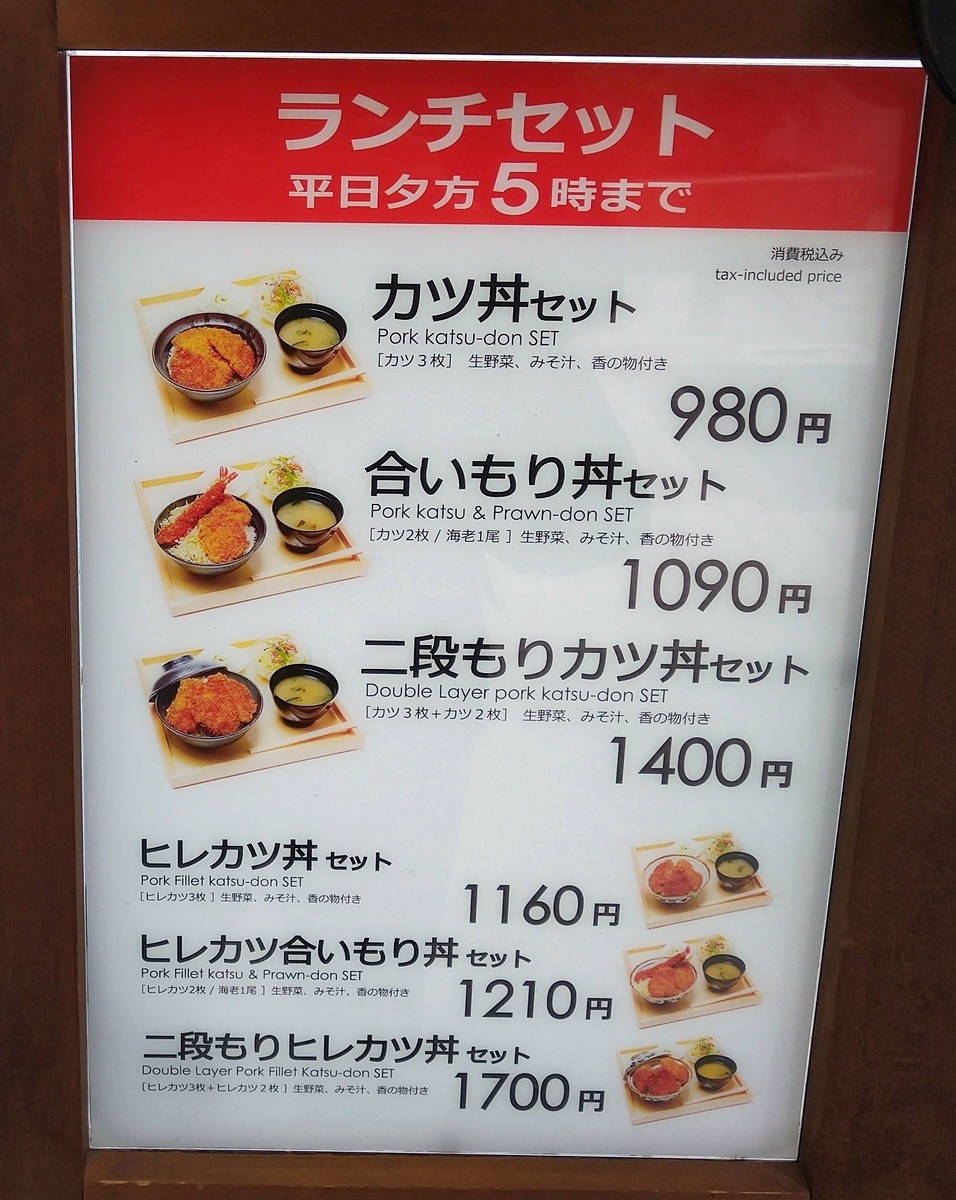 ランチセット
平日夕方5時まで
消費税込み
tax-included price
カツ丼セット
Pork katsu-don SET
［カツ３枚］ 生野菜、みそ汁、香の物付き
980円
合いもり丼セット
Pork katsu & Prawn-don SET
［カツ2枚 / 海老1尾 ］生野菜、みそ汁、香の物付き
1090円
二段もりカツ丼セット
Double Layer pork katsu-don SET
［カツ３枚＋カツ２枚］ 生野菜、みそ汁、香の物付き
1400円
ヒレカツ丼 セット
Pork Fillet katsu-don SET
［ヒレカツ3枚 ］生野菜、みそ汁、香の物付き
1160円
ヒレカツ合いもり丼 セット
Pork Fillet katsu & Prawn-don SET
［ヒレカツ2枚 / 海老1尾 ］生野菜、みそ汁、香の物付き
1210円
二段もりヒレカツ丼 セット
Double Layer Pork Fillet Katsu-don SET
［ヒレカツ3枚＋ヒレカツ２枚 ］生野菜、みそ汁、香の物付き
1700円